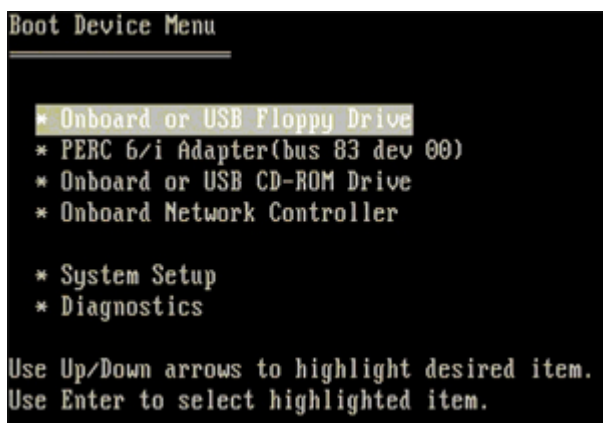 Boot Device Menu
* Onboard or USB Floppy Drive
* PERC 6/i Adapter(bus 83 dev 00)
* Onboard or USB CD-ROM Drive
* Onboard Network Controller
* System Setup
* Diagnostics
Use Up/Down arrows to highlight desired item.
Use Enter to select highlighted item.